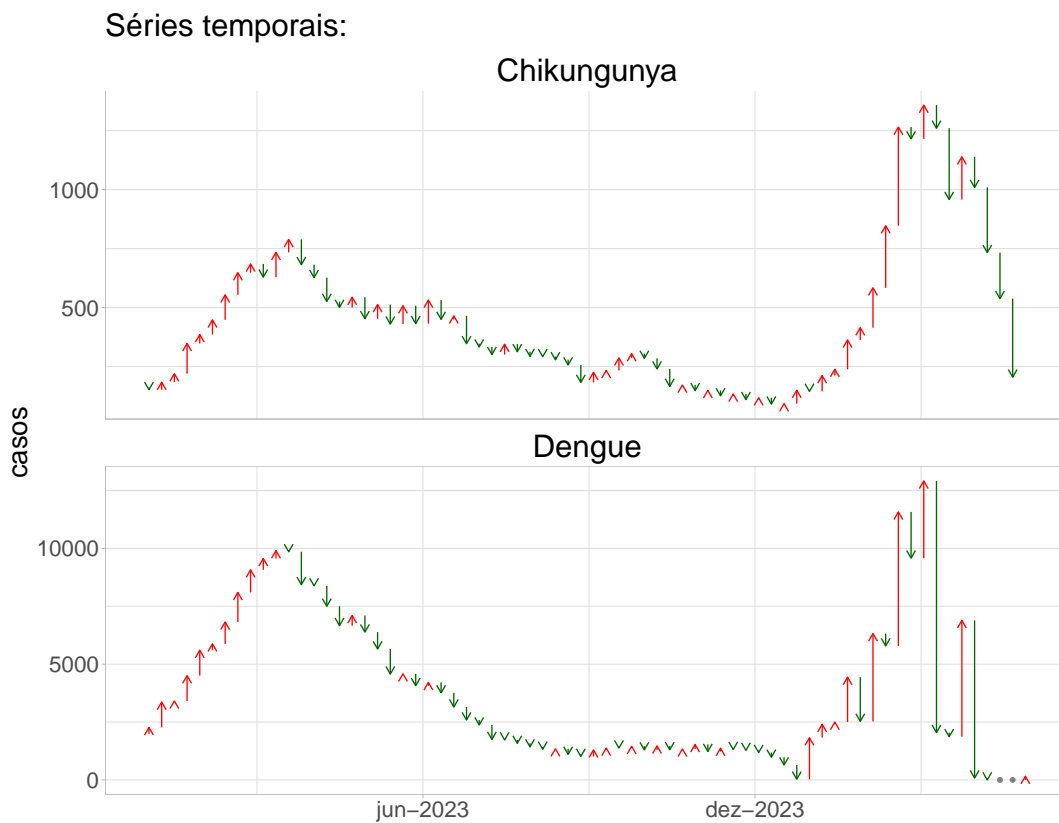 Séries temporais:
Chikungunya
1000
500
casos
Dengue
10000
5000
0
jun−2023
dez−2023